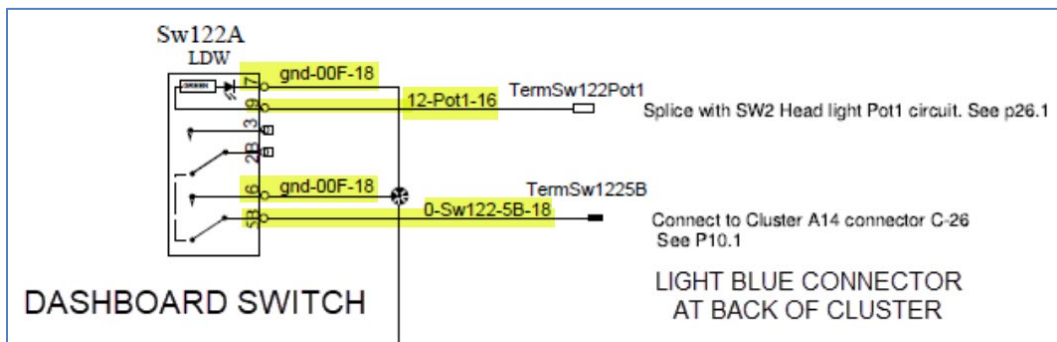 Sw122A
LDW
GREEN
7
gnd-00F-18
9
12-Pot1-16
TermSw122Pot1
Splice with SW2 Head light Pot1 circuit. See p26.1
3
2B
6
gnd-00F-18
5B
0-Sw122-5B-18
TermSw1225B
Connect to Cluster A14 connector C-26
See P10.1
DASHBOARD SWITCH
LIGHT BLUE CONNECTOR
AT BACK OF CLUSTER